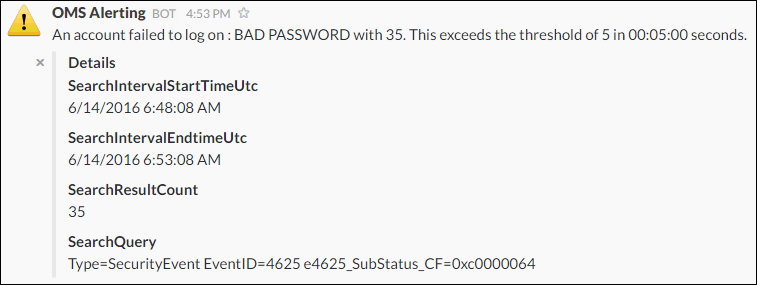 OMS Alerting BOT 4:53 PM
An account failed to log on : BAD PASSWORD with 35. This exceeds the threshold of 5 in 00:05:00 seconds.
Details
SearchIntervalStartTimeUtc
6/14/2016 6:48:08 AM
SearchIntervalEndtimeUtc
6/14/2016 6:53:08 AM
SearchResultCount
35
SearchQuery
Type=SecurityEvent EventID=4625 e4625_SubStatus_CF=0xc0000064